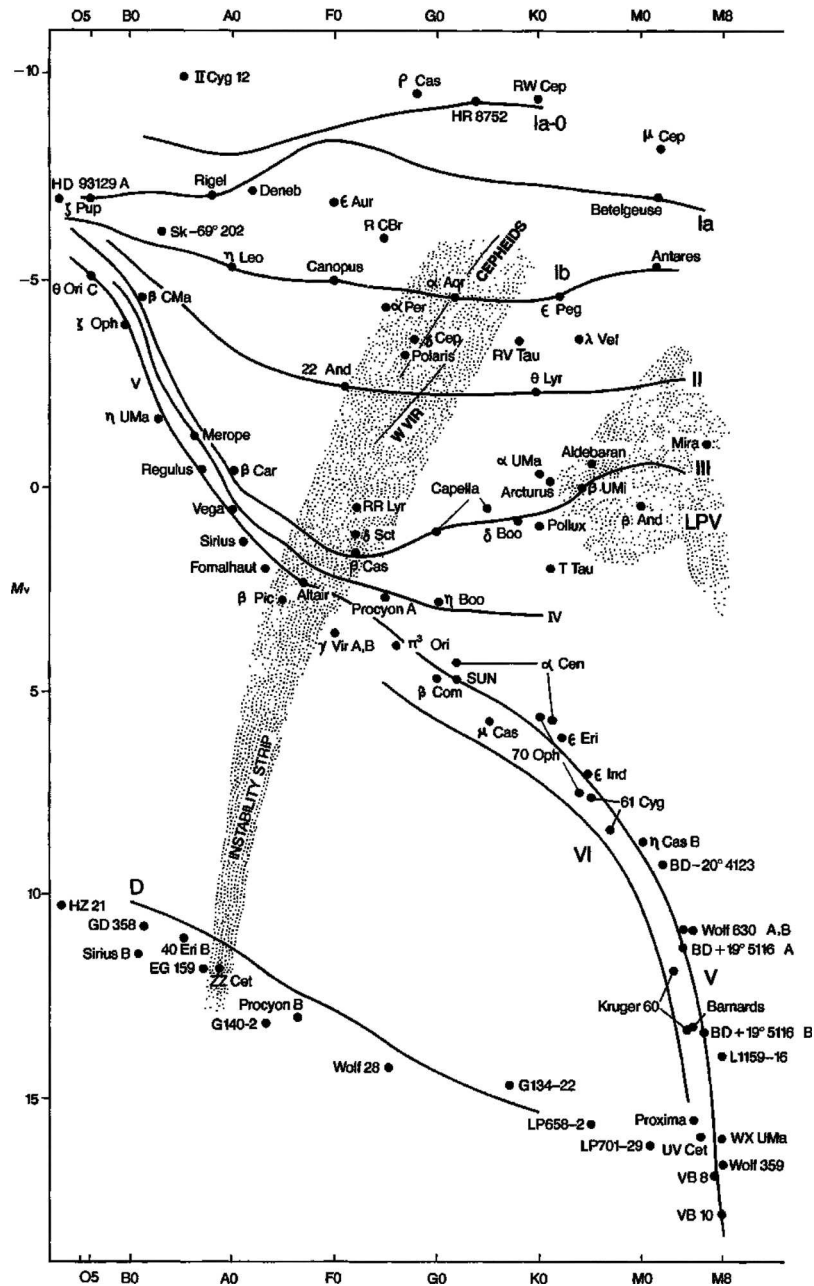 O5 B0 A0 F0 G0 K0 M0 M8
-10
II Cyg 12
ρ Cas
RW Cep
HR 8752
Ia-0
μ Cep
HD 93129 A
ζ Pup
Rigel
Deneb
ε Aur
Betelgeuse
Ia
Sk -69° 202
R CBr
CEPHEIDS
η Leo
Canopus
α Aqr
Ib
Antares
-5
θ Ori C
β CMa
α Per
ε Peg
ζ Oph
δ Cep
Polaris
RV Tau
λ Vel
V
22 And
θ Lyr
II
η UMa
Merope
W VIR
Aldebaran
Mira
Regulus
β Car
α UMa
Arcturus
β UMi
III
0
Vega
RR Lyr
Capella
δ Boo
Pollux
β And
LPV
Sirius
δ Sct
Fomalhaut
β Cas
T Tau
Mv
β Pic
Altair
Procyon A
η Boo
IV
γ Vir A,B
π³ Ori
α Cen
5
β Com
SUN
μ Cas
ε Eri
70 Oph
ε Ind
61 Cyg
INSTABILITY STRIP
VI
η Cas B
BD-20° 4123
10
D
HZ 21
GD 358
Wolf 630 A,B
Sirius B
40 Eri B
BD+19° 5116 A
EG 159
ZZ Cet
V
Procyon B
Kruger 60
Barnards
G140-2
BD+19° 5116 B
Wolf 28
L1159-16
15
G134-22
LP658-2
Proxima
LP701-29
UV Cet
WX UMa
Wolf 359
VB 8
VB 10
O5 B0 A0 F0 G0 K0 M0 M8